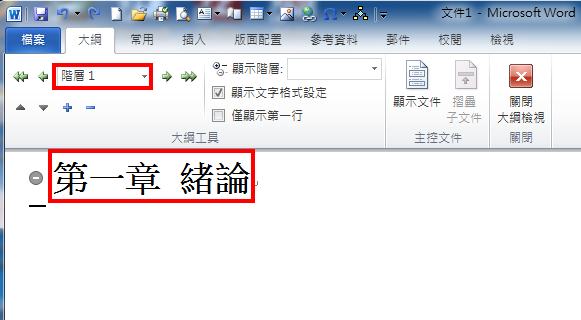 文件1 - Microsoft Word
檔案 大綱 常用 插入 版面配置 參考資料 郵件 校閱 檢視
階層 1
顯示階層:
顯示文字格式設定
僅顯示第一行
大綱工具
顯示文件
摺疊
子文件
主控文件
關閉
大綱檢視
關閉
第一章 緒論